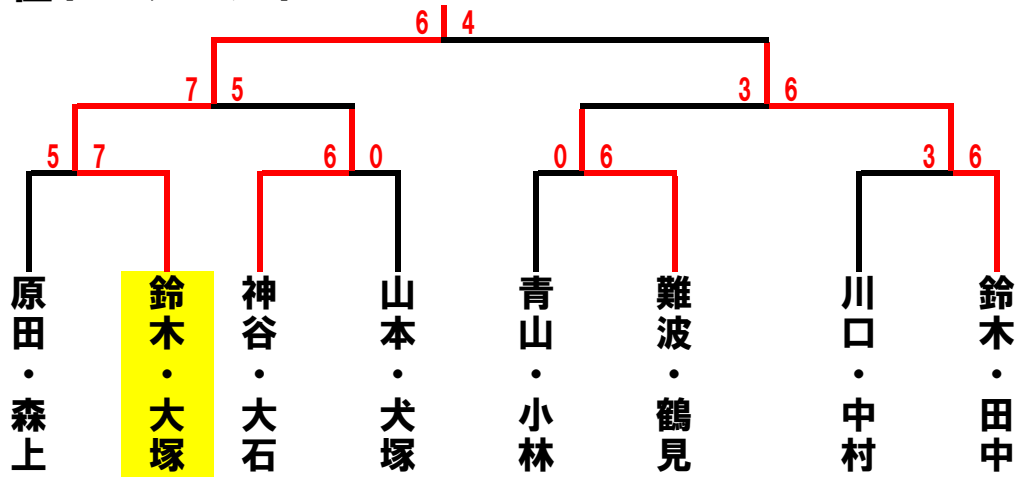 6 4
7 5
3 6
5 7
6 0
0 6
3 6
原田・森上
鈴木・大塚
神谷・大石
山本・犬塚
青山・小林
難波・鶴見
川口・中村
鈴木・田中